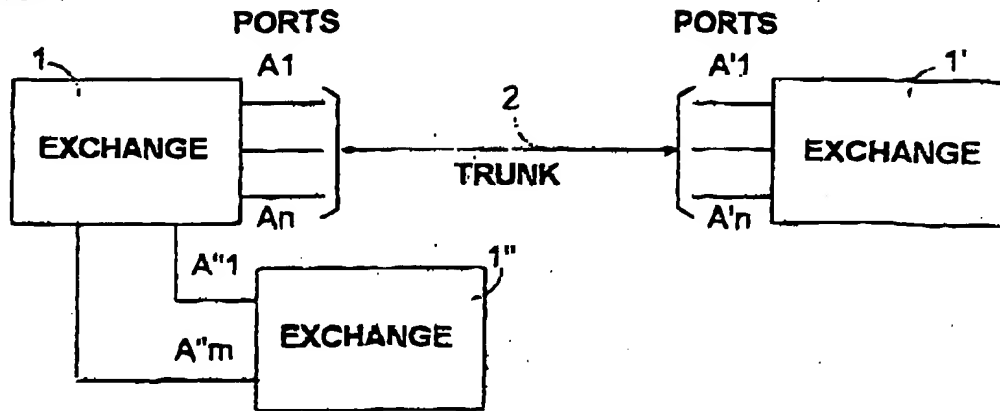 PORTS PORTS
1 A1 A'1 1'
2
EXCHANGE EXCHANGE
TRUNK
An A'n
A"1 1"
EXCHANGE
A"m